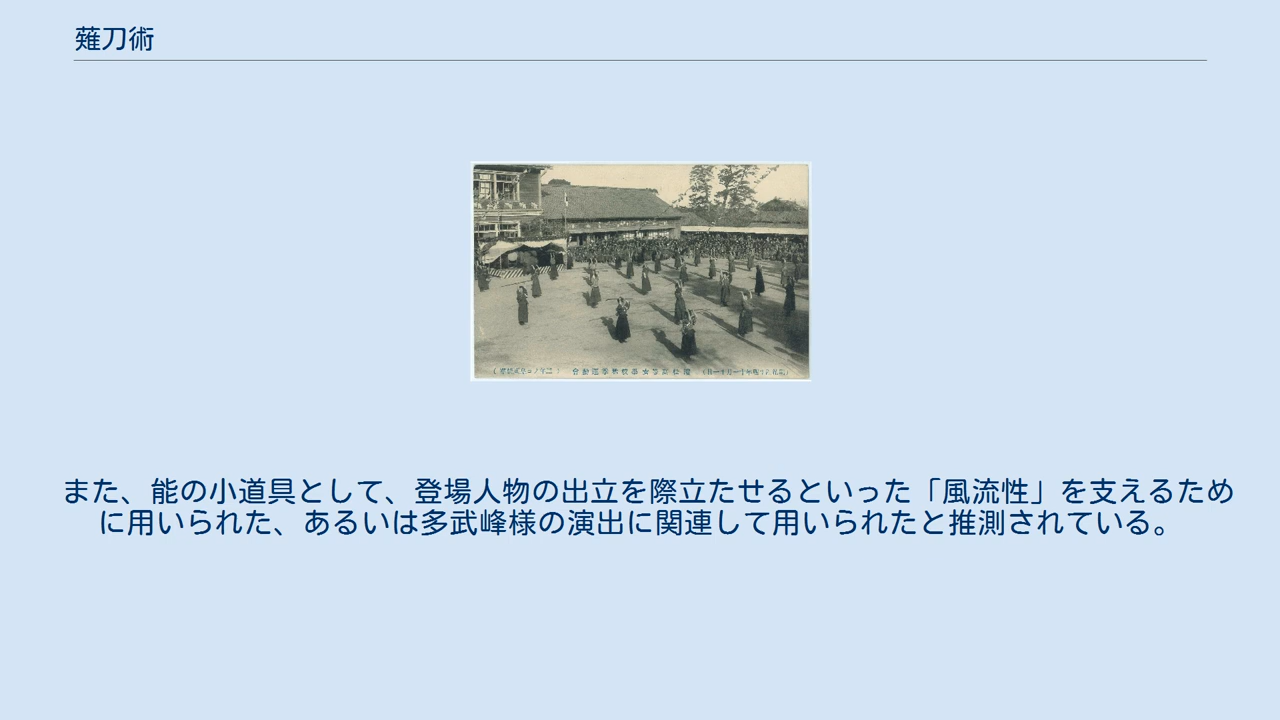 薙刀術
また、能の小道具として、登場人物の出立を際立たせるといった「風流性」を支えるため
に用いられた、あるいは多武峰様の演出に関連して用いられたと推測されている。